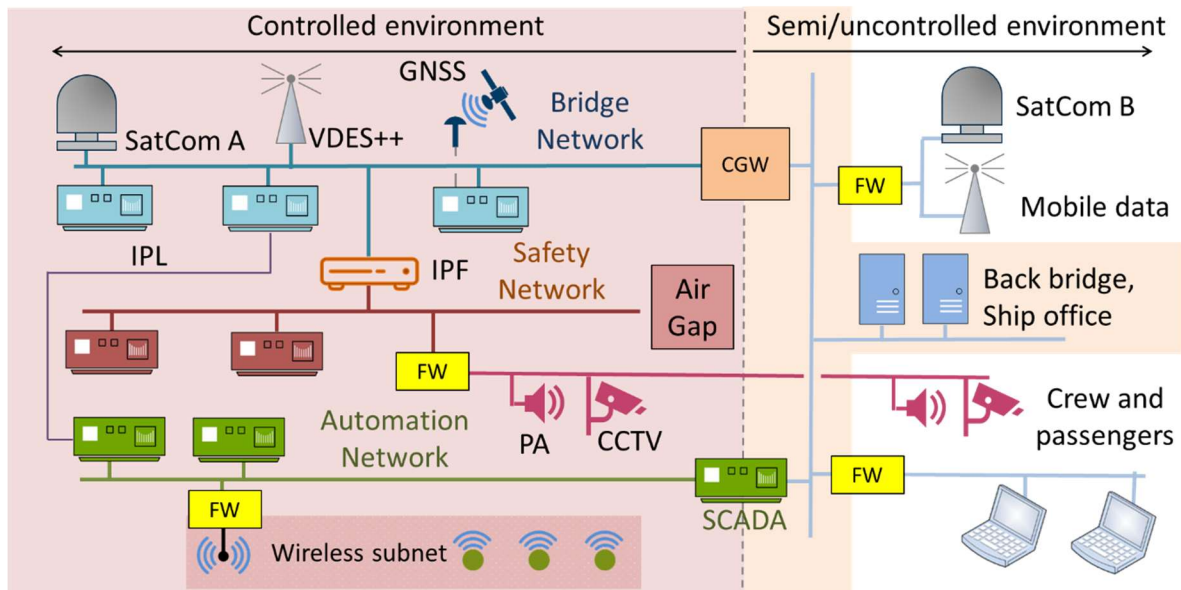 Controlled environment
Semi/uncontrolled environment
GNSS
SatCom A
VDES++
Bridge
Network
CGW
SatCom B
FW
Mobile data
IPL
IPF
Safety
Network
Air
Gap
Back bridge,
Ship office
FW
PA
CCTV
Crew and
passengers
Automation
Network
FW
SCADA
FW
Wireless subnet